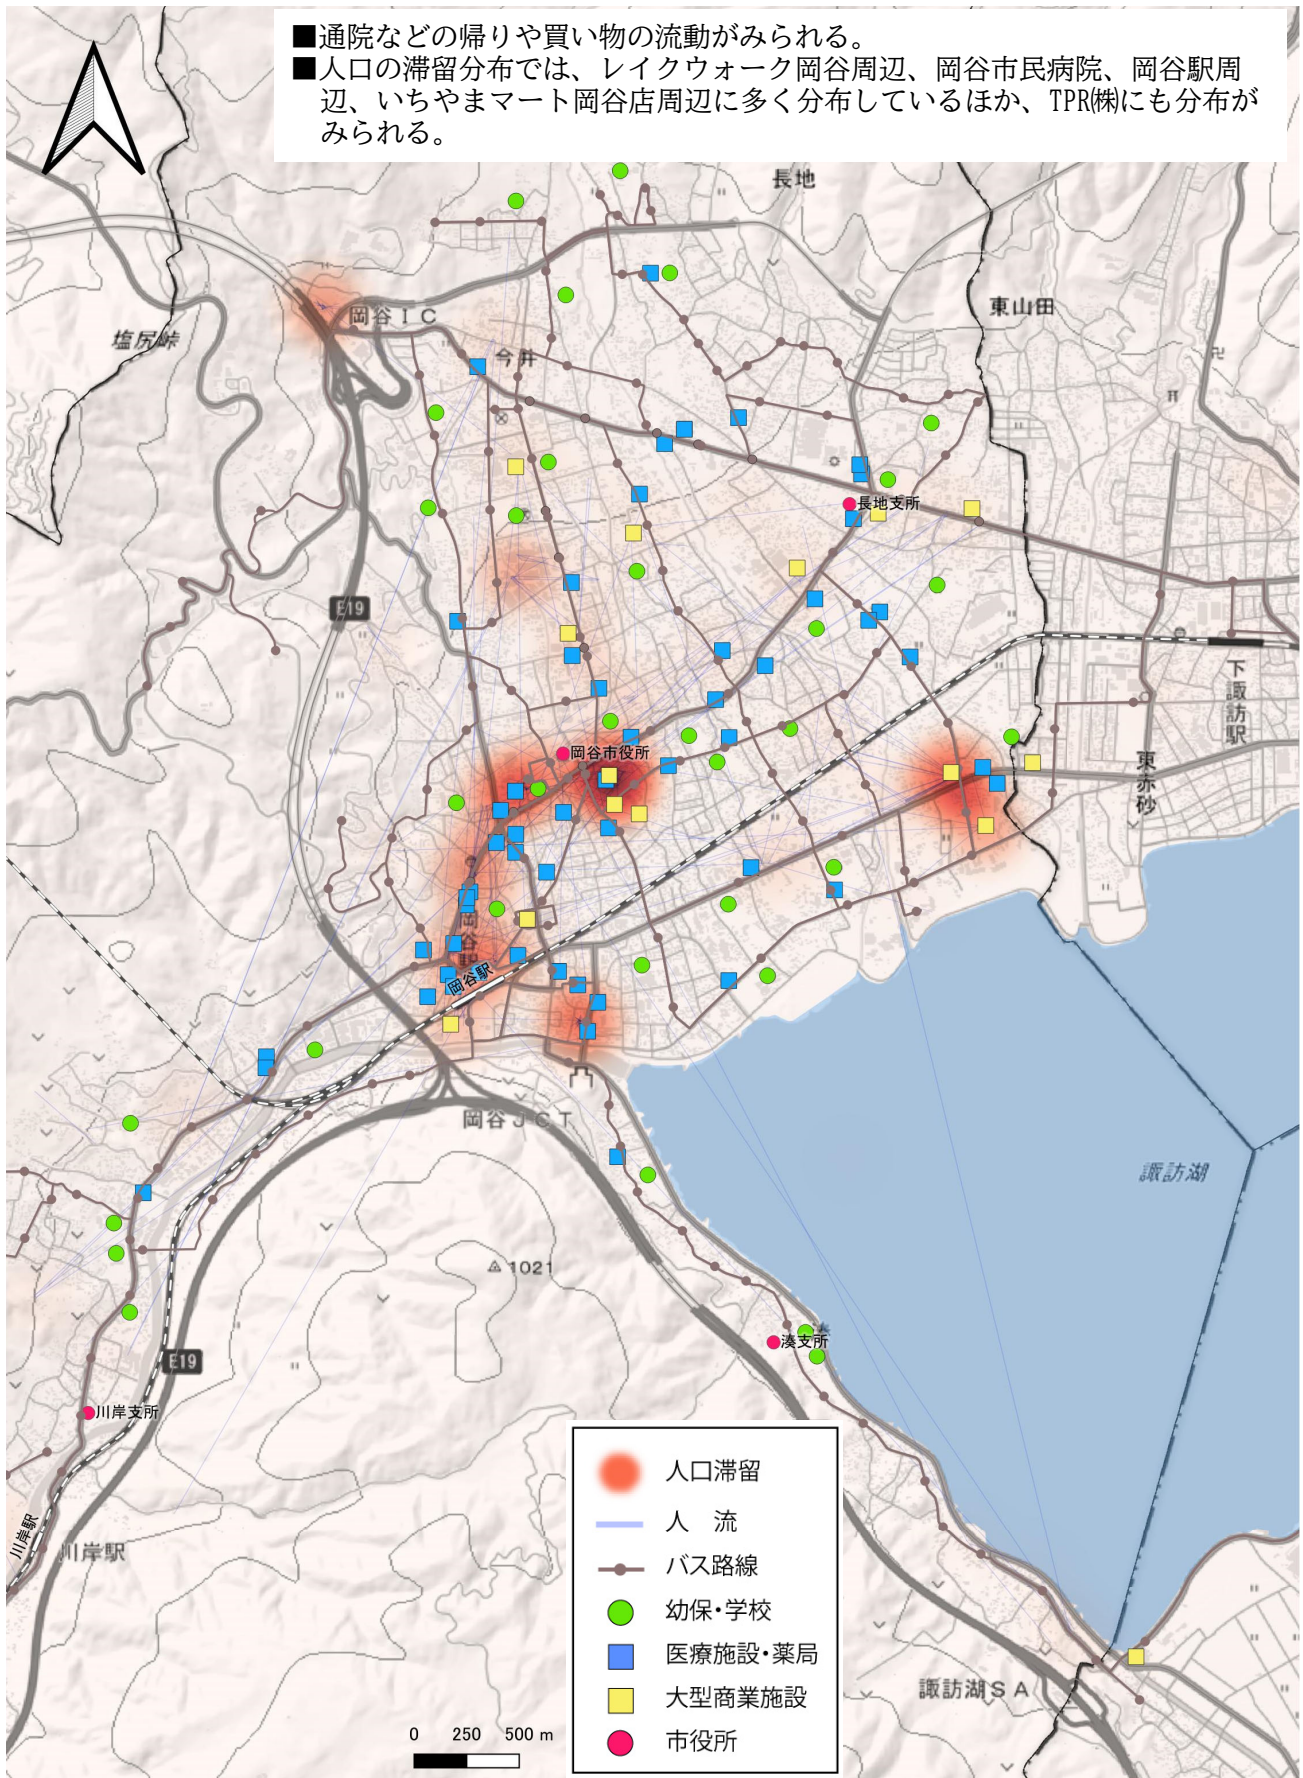 ■通院などの帰りや買い物の流動がみられる。
■人口の滞留分布では、レイクウォーク岡谷周辺、岡谷市民病院、岡谷駅周
辺、いちやまマート岡谷店周辺に多く分布しているほか、TPR㈱にも分布が
みられる。
長地
東山田
岡谷IC
塩尻峠
今井
長地支所
E19
下諏訪駅
岡谷市役所
東赤砂
岡谷駅
岡谷駅
岡谷JCT
諏訪湖
1021
湊支所
E19
川岸支所
川岸駅
川岸駅
諏訪湖SA
人口滞留
人 流
バス路線
幼保・学校
医療施設・薬局
大型商業施設
市役所
0 250 500 m